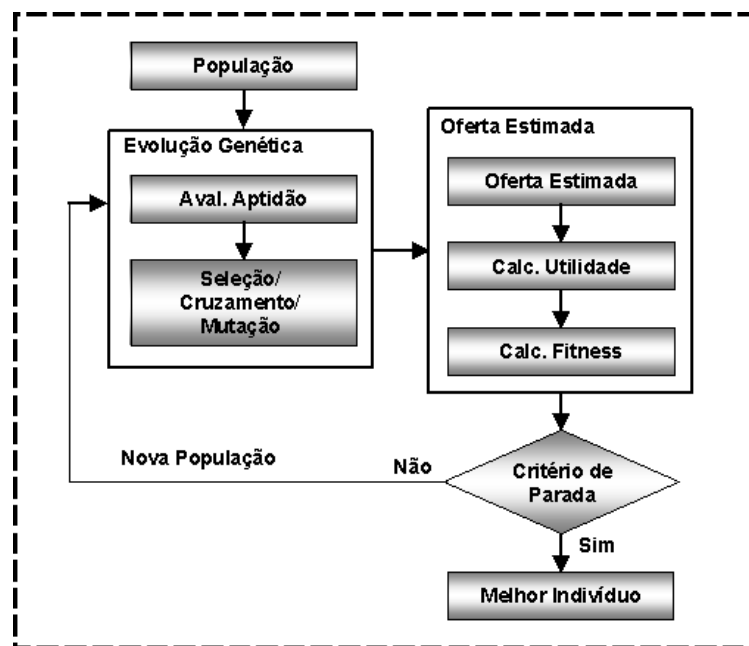 População
Evolução Genética
Aval. Aptidão
Seleção/
Cruzamento/
Mutação
Oferta Estimada
Oferta Estimada
Calc. Utilidade
Calc. Fitness
Critério de
Parada
Não
Nova População
Sim
Melhor Indivíduo